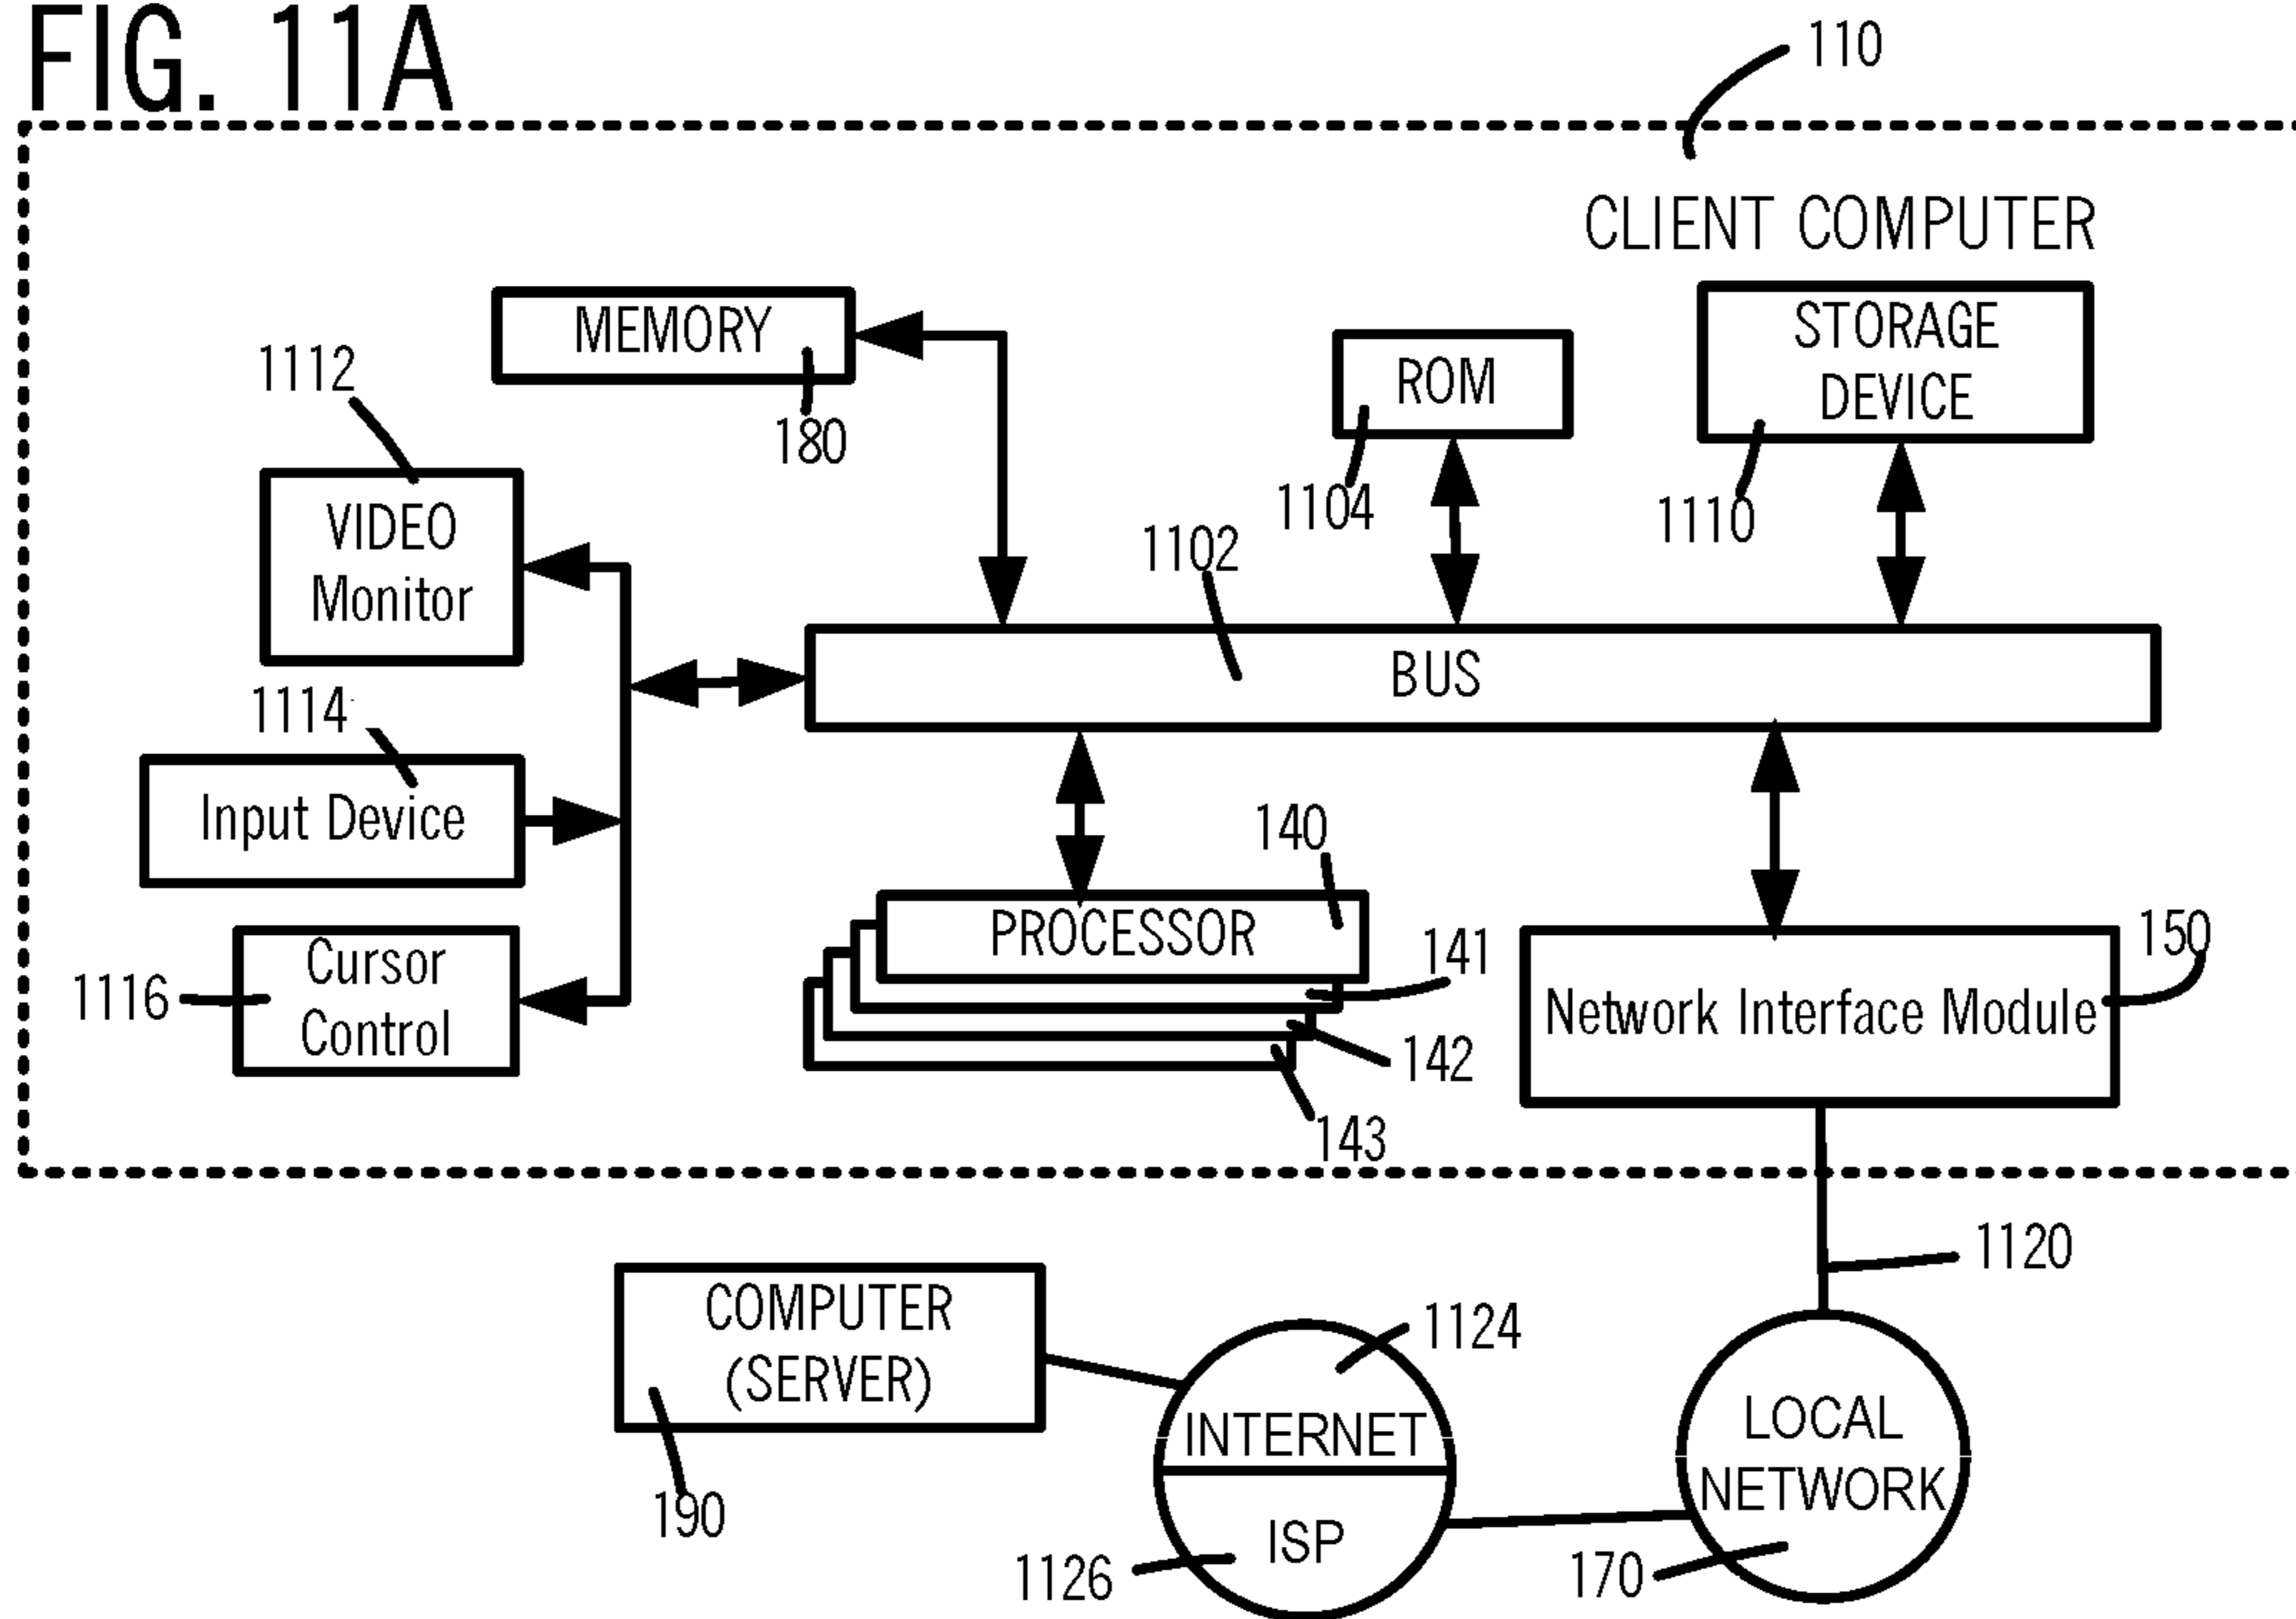 FIG. 11A
110
CLIENT COMPUTER
MEMORY
180
ROM
1104
STORAGE
DEVICE
1110
1112
VIDEO
Monitor
1102
BUS
1114
Input Device
1116
Cursor
Control
140
PROCESSOR
141
142
143
150
Network Interface Module
1120
COMPUTER
(SERVER)
190
1124
INTERNET
ISP
1126
LOCAL
NETWORK
170